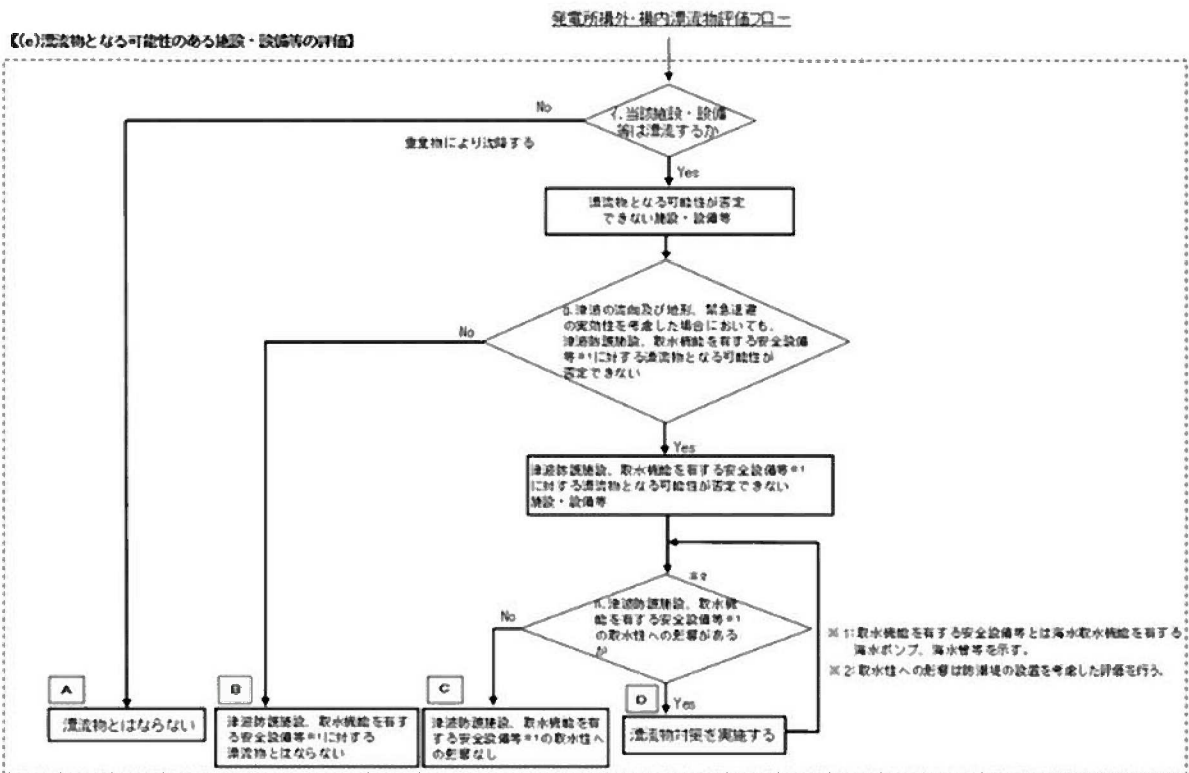 発電所構外・構内漂流物評価フロー
【(e)漂流物となる可能性のある施設・設備等の評価】
No
当該施設・設備
等は漂流するか
重量物により沈降する
Yes
漂流物となる可能性が否定
できない施設・設備等
津波の流向及び地形、緊急退避
の実効性を考慮した場合においても、
津波防護施設、取水機能を有する安全設備
等※1に対する漂流物となる可能性が
否定できない
No
Yes
津波防護施設、取水機能を有する安全設備等※1
に対する漂流物となる可能性が否定できない
施設・設備等
※2
津波防護施設、取水機
能を有する安全設備等※1
の取水性への影響がある
か
No
Yes
※1:取水機能を有する安全設備等とは海水取水機能を有する
海水ポンプ、海水管等を示す。
※2:取水性への影響は防潮堤の設置を考慮した評価を行う。
A
漂流物とはならない
B
津波防護施設、取水機能を有す
る安全設備等※1に対する
漂流物とはならない
C
津波防護施設、取水機能を有
する安全設備等※1の取水性へ
の影響なし
D
漂流物対策を実施する